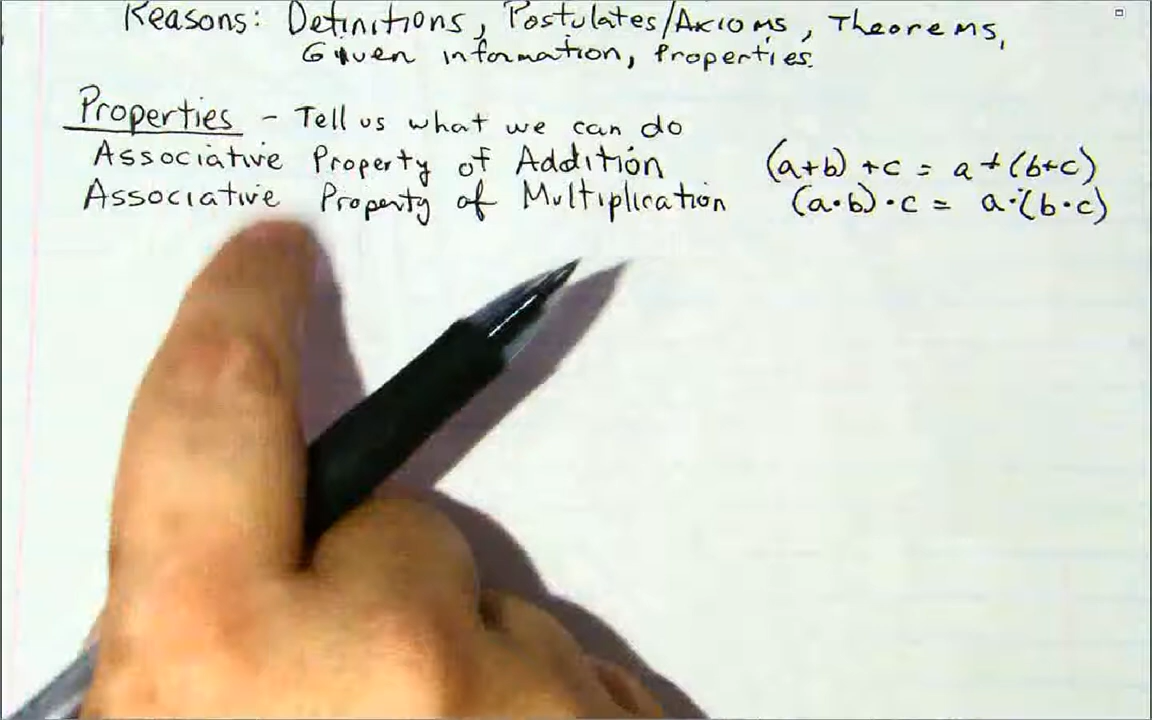 Reasons: Definitions, Postulates/Axioms, Theorems,
Given information, Properties.
Properties - Tell us what we can do
Associative Property of Addition (a+b)+c = a+(b+c)
Associative Property of Multiplication (a·b)·c = a·(b·c)